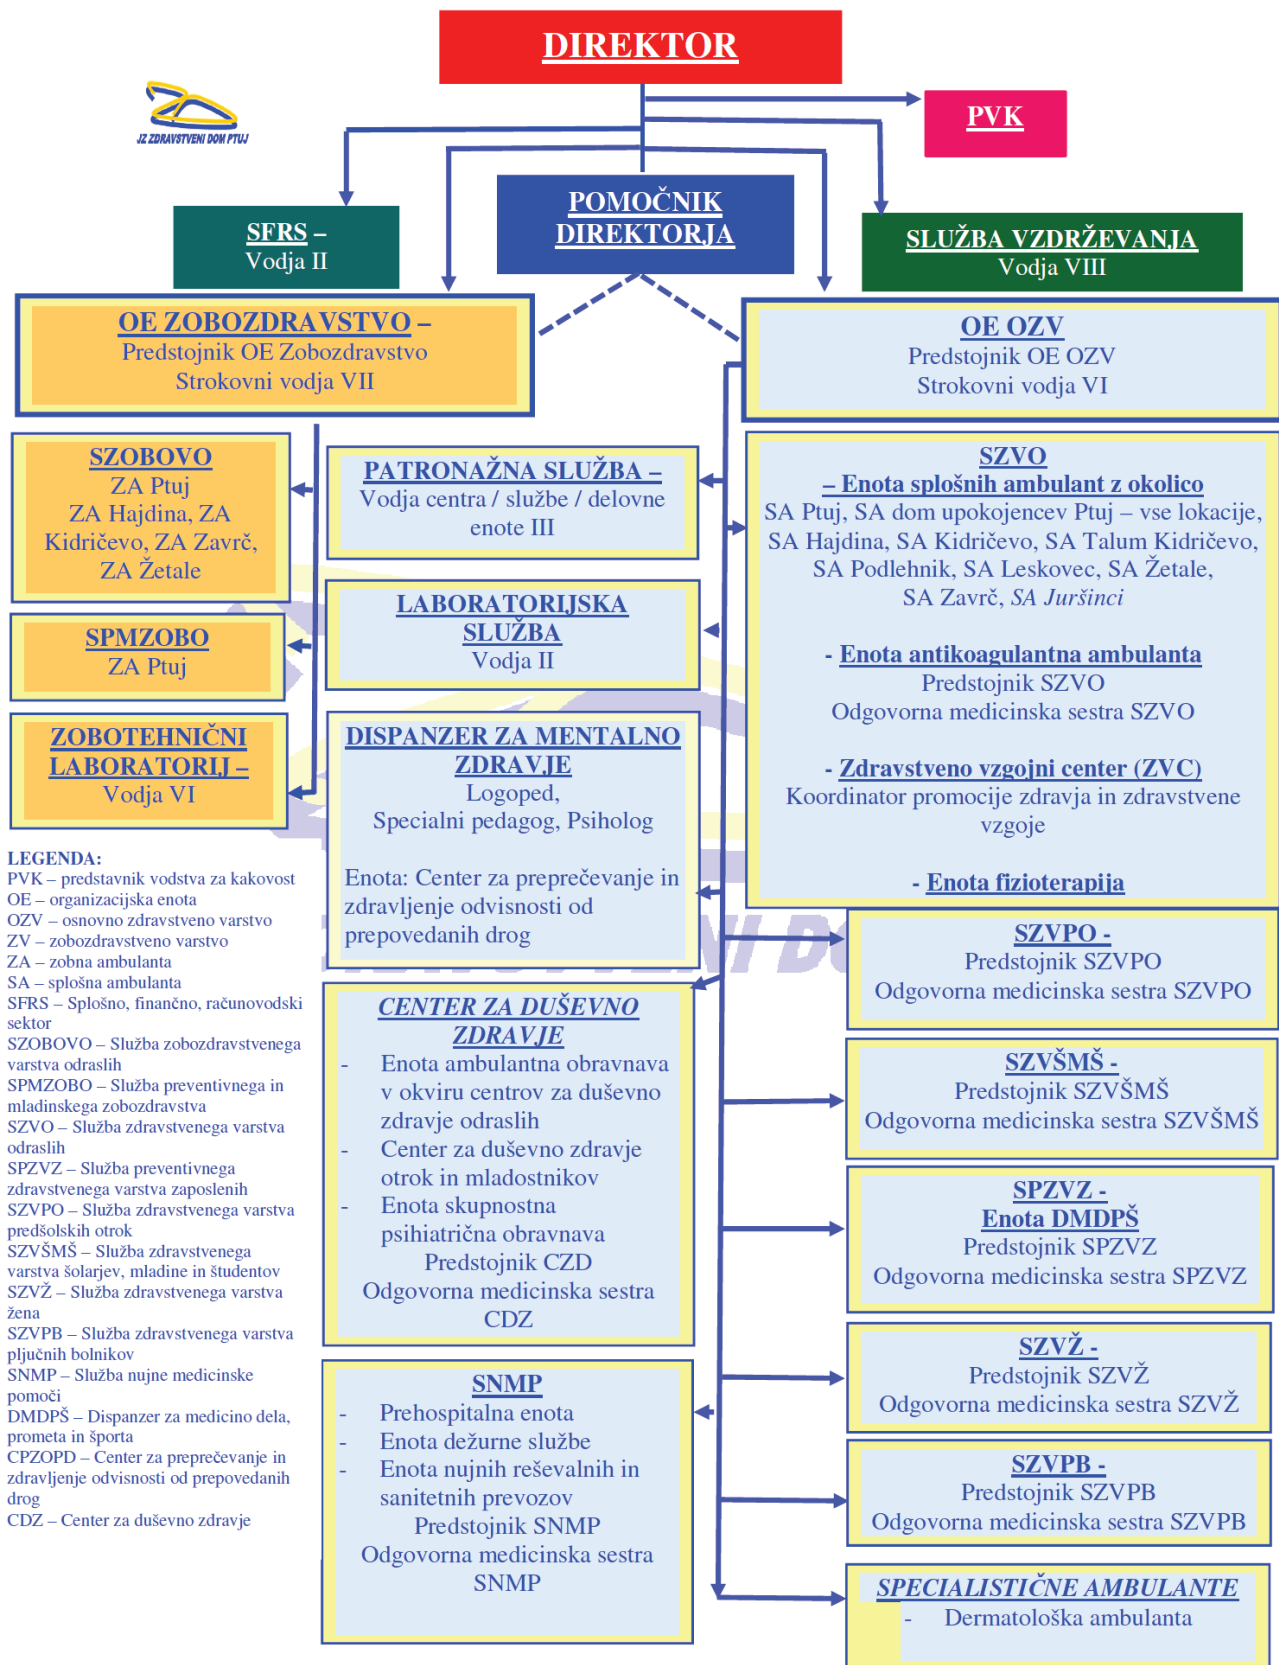 DIREKTOR
JZ ZDRAVSTVENI DOM PTUJ
PVK
SFRS –
Vodja II
POMOČNIK
DIREKTORJA
SLUŽBA VZDRŽEVANJA
Vodja VIII
OE ZOBOZDRAVSTVO –
Predstojnik OE Zobozdravstvo
Strokovni vodja VII
OE OZV
Predstojnik OE OZV
Strokovni vodja VI
SZOBOVO
ZA Ptuj
ZA Hajdina, ZA
Kidričevo, ZA Zavrč,
ZA Žetale
SPMZOBO
ZA Ptuj
ZOBOTEHNIČNI
LABORATORIJ –
Vodja VI
PATRONAŽNA SLUŽBA –
Vodja centra / službe / delovne
enote III
LABORATORIJSKA
SLUŽBA
Vodja II
DISPANZER ZA MENTALNO
ZDRAVJE
Logoped,
Specialni pedagog, Psiholog
Enota: Center za preprečevanje in
zdravljenje odvisnosti od
prepovedanih drog
CENTER ZA DUŠEVNO
ZDRAVJE
- Enota ambulantna obravnava
v okviru centrov za duševno
zdravje odraslih
- Center za duševno zdravje
otrok in mladostnikov
- Enota skupnostna
psihiatrična obravnava
Predstojnik CZD
Odgovorna medicinska sestra
CDZ
SNMP
- Prehospitalna enota
- Enota dežurne službe
- Enota nujnih reševalnih in
sanitetnih prevozov
Predstojnik SNMP
Odgovorna medicinska sestra
SNMP
SZVO
– Enota splošnih ambulant z okolico
SA Ptuj, SA dom upokojencev Ptuj – vse lokacije,
SA Hajdina, SA Kidričevo, SA Talum Kidričevo,
SA Podlehnik, SA Leskovec, SA Žetale,
SA Zavrč, SA Juršinci
- Enota antikoagulantna ambulanta
Predstojnik SZVO
Odgovorna medicinska sestra SZVO
- Zdravstveno vzgojni center (ZVC)
Koordinator promocije zdravja in zdravstvene
vzgoje
- Enota fizioterapija
SZVPO -
Predstojnik SZVPO
Odgovorna medicinska sestra SZVPO
SZVŠMŠ -
Predstojnik SZVŠMŠ
Odgovorna medicinska sestra SZVŠMŠ
SPZVZ -
Enota DMDPŠ
Predstojnik SPZVZ
Odgovorna medicinska sestra SPZVZ
SZVŽ -
Predstojnik SZVŽ
Odgovorna medicinska sestra SZVŽ
SZVPB -
Predstojnik SZVPB
Odgovorna medicinska sestra SZVPB
SPECIALISTIČNE AMBULANTE
- Dermatološka ambulanta
LEGENDA:
PVK – predstavnik vodstva za kakovost
OE – organizacijska enota
OZV – osnovno zdravstveno varstvo
ZV – zobozdravstveno varstvo
ZA – zobna ambulanta
SA – splošna ambulanta
SFRS – Splošno, finančno, računovodski
sektor
SZOBOVO – Služba zobozdravstvenega
varstva odraslih
SPMZOBO – Služba preventivnega in
mladinskega zobozdravstva
SZVO – Služba zdravstvenega varstva
odraslih
SPZVZ – Služba preventivnega
zdravstvenega varstva zaposlenih
SZVPO – Služba zdravstvenega varstva
predšolskih otrok
SZVŠMŠ – Služba zdravstvenega
varstva šolarjev, mladine in študentov
SZVŽ – Služba zdravstvenega varstva
žena
SZVPB – Služba zdravstvenega varstva
pljučnih bolnikov
SNMP – Služba nujne medicinske
pomoči
DMDPŠ – Dispanzer za medicino dela,
prometa in športa
CPZOPD – Center za preprečevanje in
zdravljenje odvisnosti od prepovedanih
drog
CDZ – Center za duševno zdravje